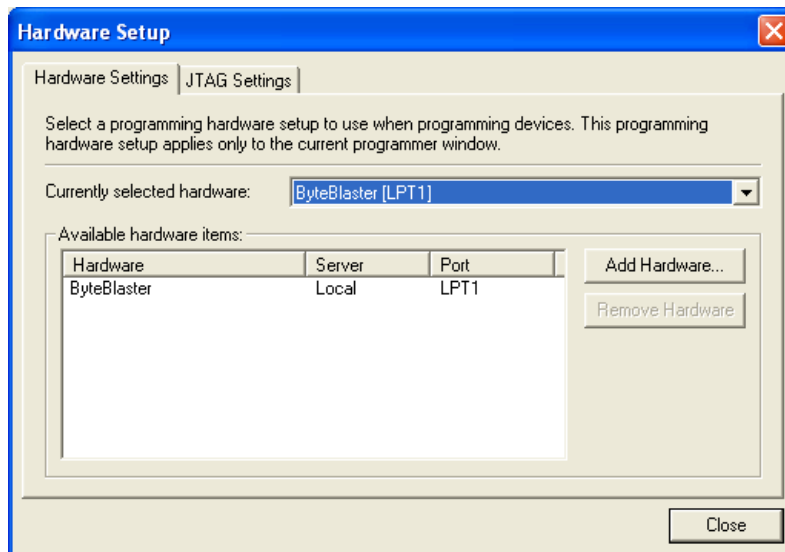 Hardware Setup
Hardware Settings
JTAG Settings
Select a programming hardware setup to use when programming devices. This programming
hardware setup applies only to the current programmer window.
Currently selected hardware:
ByteBlaster [LPT1]
Available hardware items:
Hardware Server Port
ByteBlaster Local LPT1
Add Hardware...
Remove Hardware
Close